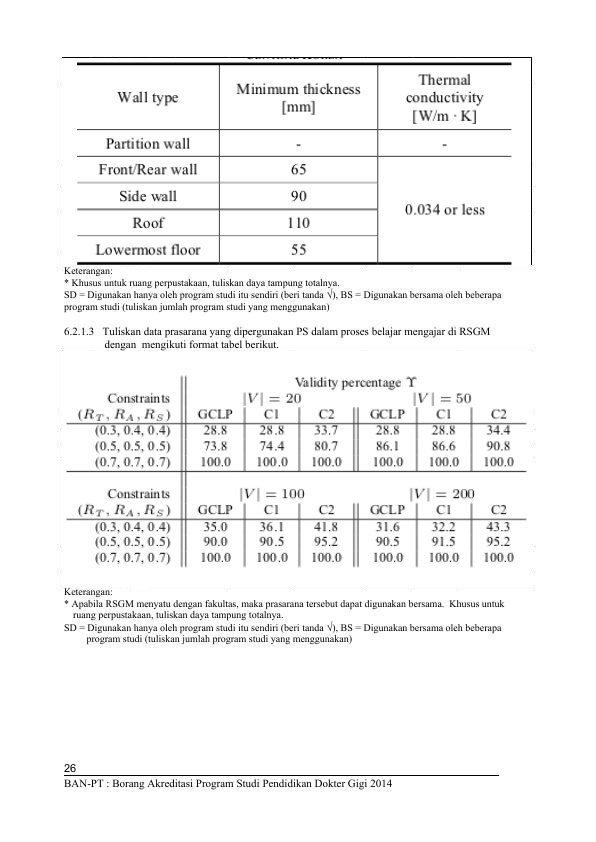 Wall type Minimum thickness [mm] Thermal conductivity [W/m · K]
Partition wall - -
Front/Rear wall 65 0.034 or less
Side wall 90
Roof 110
Lowermost floor 55
Keterangan:
* Khusus untuk ruang perpustakaan, tuliskan daya tampung totalnya.
SD = Digunakan hanya oleh program studi itu sendiri (beri tanda √), BS = Digunakan bersama oleh beberapa
program studi (tuliskan jumlah program studi yang menggunakan)
6.2.1.3 Tuliskan data prasarana yang dipergunakan PS dalam proses belajar mengajar di RSGM
dengan mengikuti format tabel berikut.
Validity percentage ϒ
Constraints |V| = 20 |V| = 50
(R_T, R_A, R_S) GCLP C1 C2 GCLP C1 C2
(0.3, 0.4, 0.4) 28.8 28.8 33.7 28.8 28.8 34.4
(0.5, 0.5, 0.5) 73.8 74.4 80.7 86.1 86.6 90.8
(0.7, 0.7, 0.7) 100.0 100.0 100.0 100.0 100.0 100.0
Constraints |V| = 100 |V| = 200
(R_T, R_A, R_S) GCLP C1 C2 GCLP C1 C2
(0.3, 0.4, 0.4) 35.0 36.1 41.8 31.6 32.2 43.3
(0.5, 0.5, 0.5) 90.0 90.5 95.2 90.5 91.5 95.2
(0.7, 0.7, 0.7) 100.0 100.0 100.0 100.0 100.0 100.0
Keterangan:
* Apabila RSGM menyatu dengan fakultas, maka prasarana tersebut dapat digunakan bersama. Khusus untuk
ruang perpustakaan, tuliskan daya tampung totalnya.
SD = Digunakan hanya oleh program studi itu sendiri (beri tanda √), BS = Digunakan bersama oleh beberapa
program studi (tuliskan jumlah program studi yang menggunakan)
26
BAN-PT : Borang Akreditasi Program Studi Pendidikan Dokter Gigi 2014